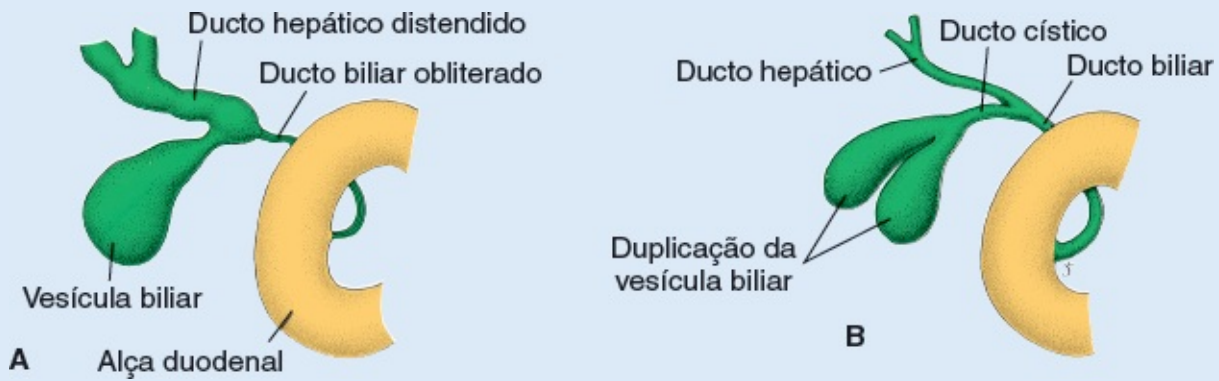 Ducto hepático distendido
Ducto biliar obliterado
Vesícula biliar
Alça duodenal
A
Ducto cístico
Ducto hepático
Ducto biliar
Duplicação da
vesícula biliar
B